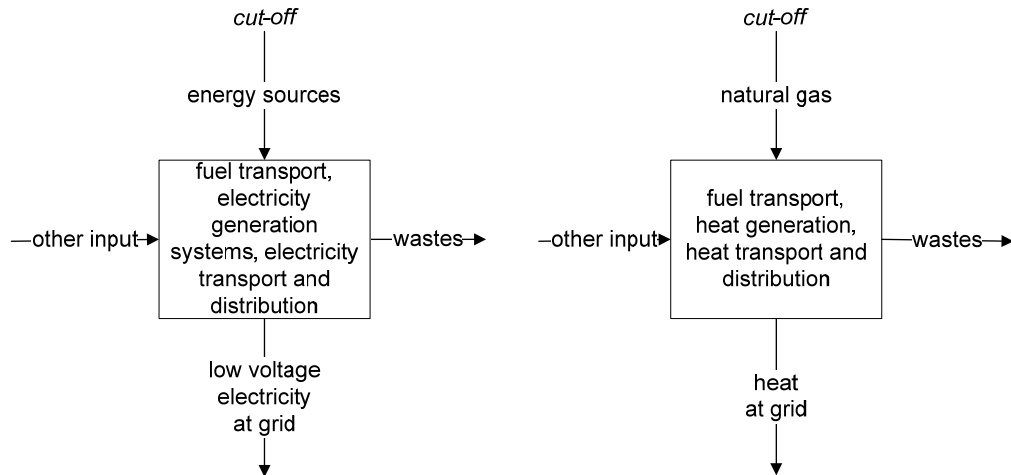 cut-off
energy sources
fuel transport,
electricity
generation
systems, electricity
transport and
distribution
other input
wastes
low voltage
electricity
at grid
cut-off
natural gas
fuel transport,
heat generation,
heat transport and
distribution
other input
wastes
heat
at grid